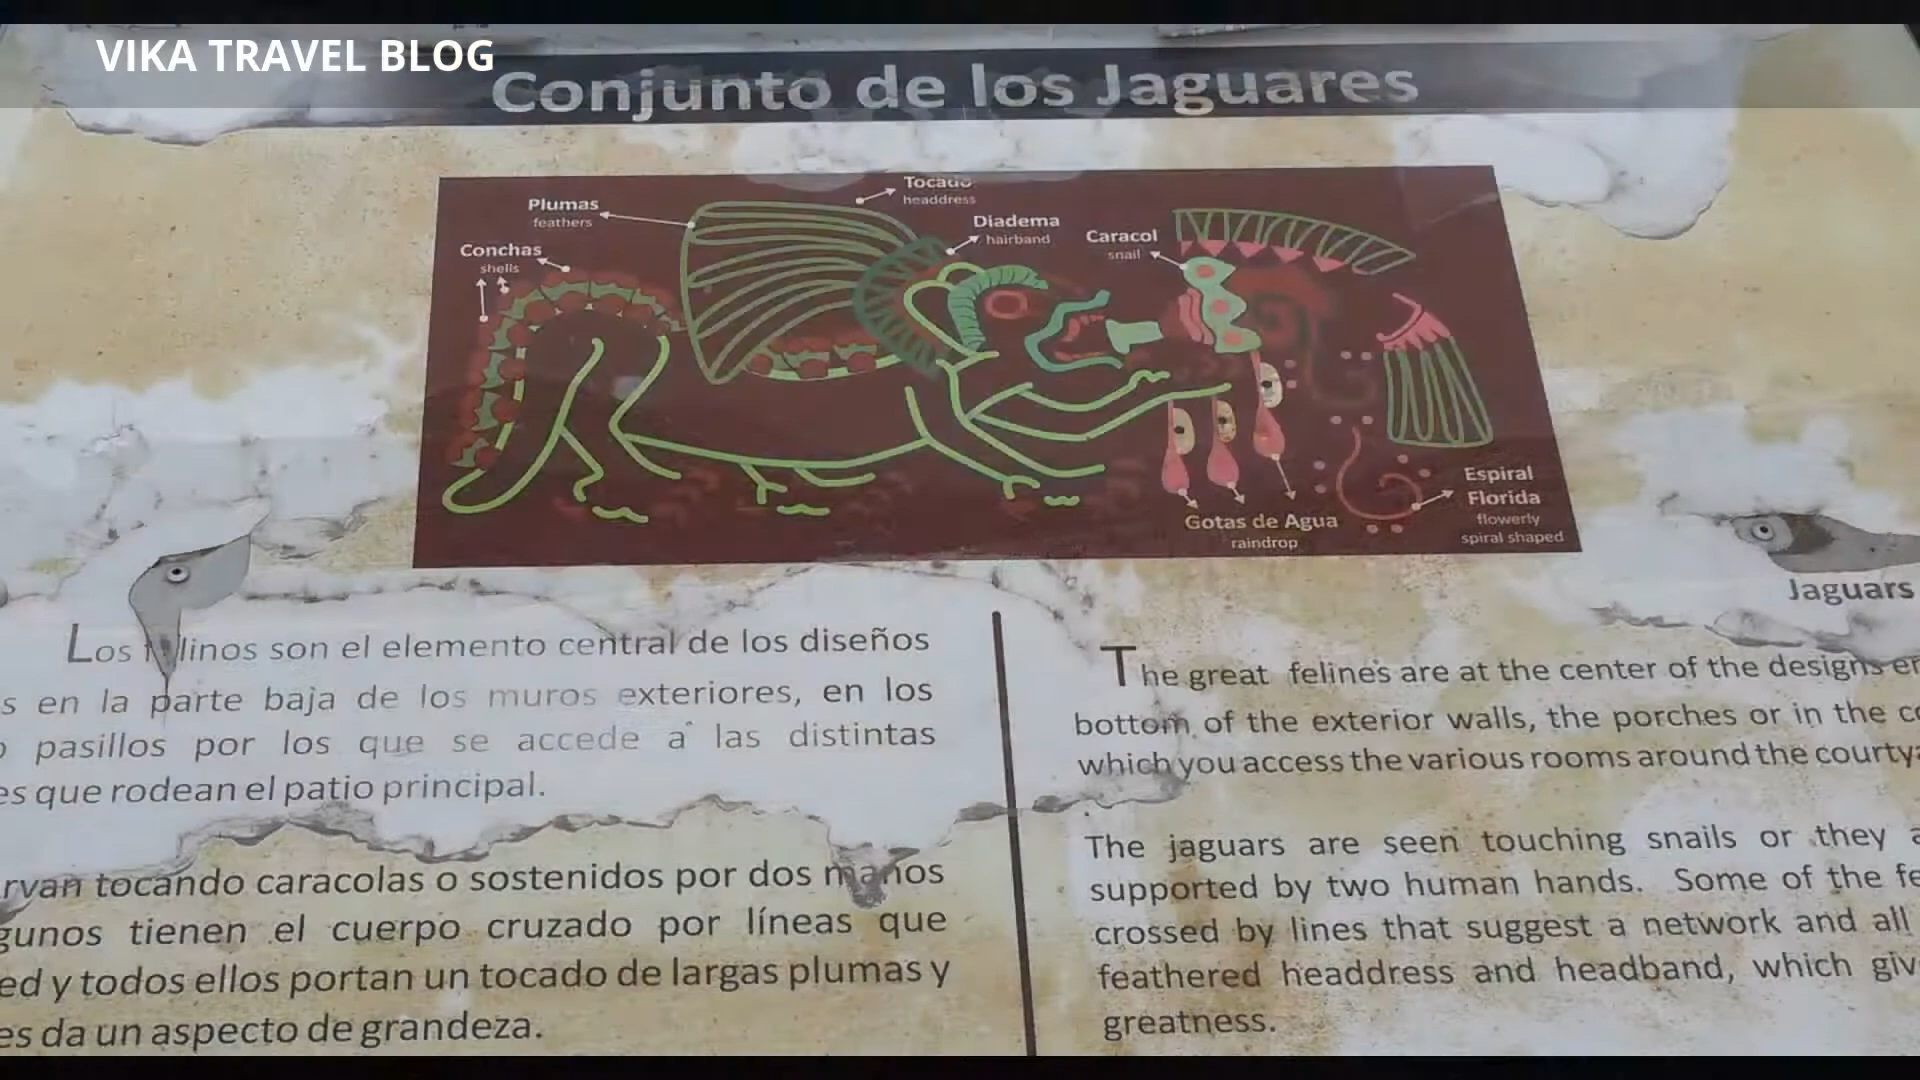 VIKA TRAVEL BLOG
Conjunto de los Jaguares
Tocado
headdress
Plumas
feathers
Diadema
hairband
Caracol
snail
Conchas
shells
Espiral
Florida
flowerly
spiral shaped
Gotas de Agua
raindrop
Jaguars
Los linos son el elemento central de los diseños
s en la parte baja de los muros exteriores, en los
o pasillos por los que se accede a las distintas
es que rodean el patio principal.
rvan tocando caracolas o sostenidos por dos manos
gunos tienen el cuerpo cruzado por líneas que
ed y todos ellos portan un tocado de largas plumas y
es da un aspecto de grandeza.
The great felines are at the center of the designs
bottom of the exterior walls, the porches or in the
which you access the various rooms around the
The jaguars are seen touching snails or they
supported by two human hands. Some of the
crossed by lines that suggest a network and all
feathered headdress and headband, which
greatness.